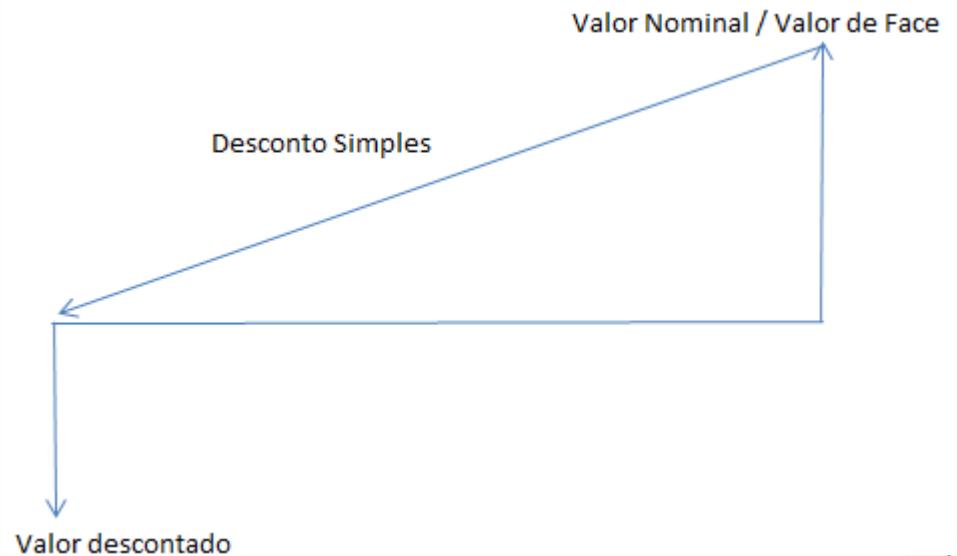 Valor Nominal / Valor de Face
Desconto Simples
Valor descontado